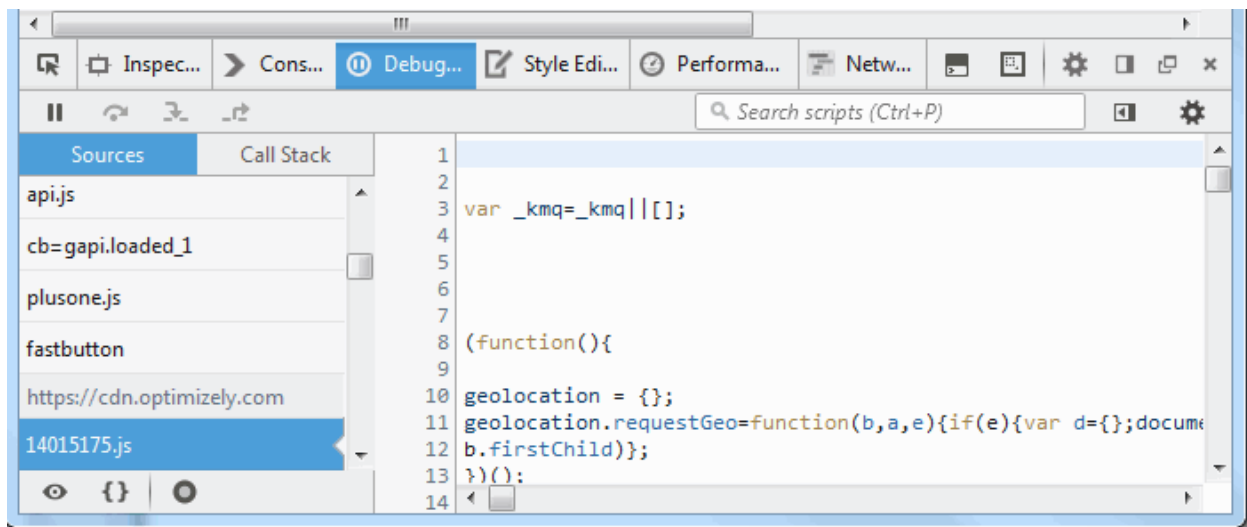 Inspec... Cons... Debug... Style Edi... Performa... Netw...
Search scripts (Ctrl+P)
Sources Call Stack
api.js
cb=gapi.loaded_1
plusone.js
fastbutton
https://cdn.optimizely.com
14015175.js
{}
1
2
3 var _kmq=_kmq||[];
4
5
6
7
8 (function(){
9
10 geolocation = {};
11 geolocation.requestGeo=function(b,a,e){if(e){var d={};docume
12 b.firstChild)};
13 })();
14